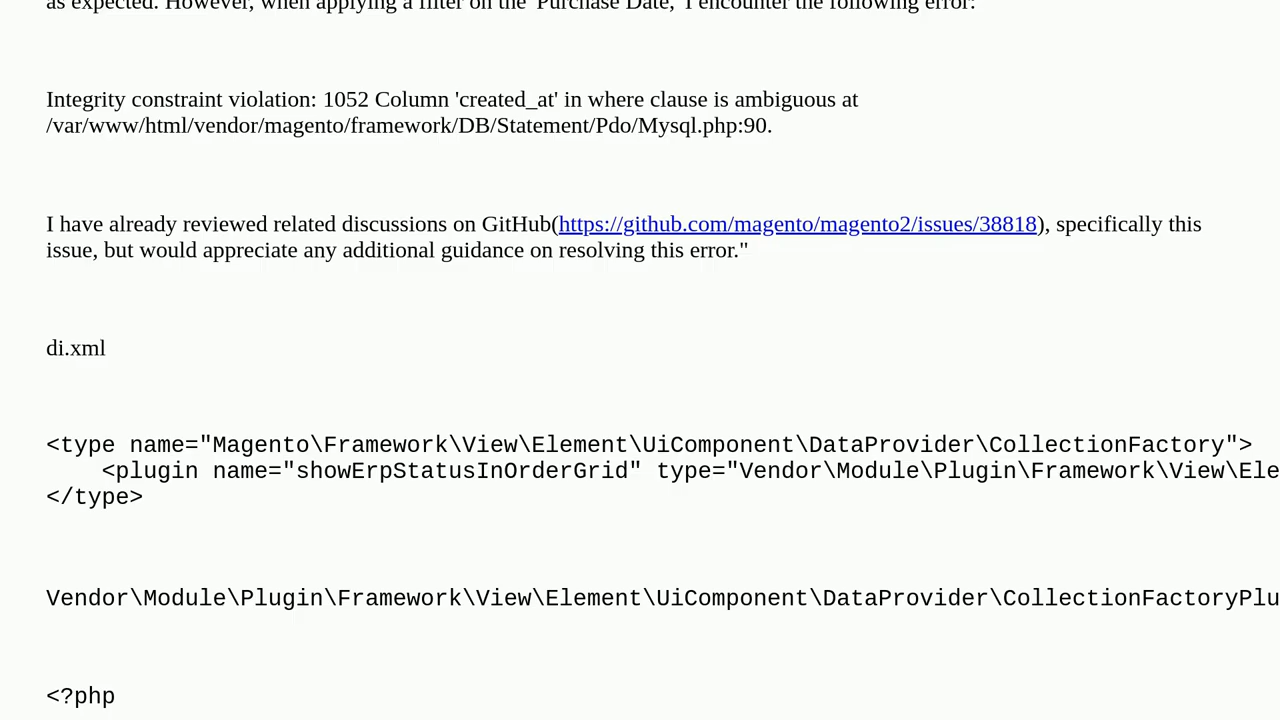 as expected. However, when applying a filter on the 'Purchase Date,' I encounter the following error:
Integrity constraint violation: 1052 Column 'created_at' in where clause is ambiguous at
/var/www/html/vendor/magento/framework/DB/Statement/Pdo/Mysql.php:90.
I have already reviewed related discussions on GitHub(https://github.com/magento/magento2/issues/38818), specifically this
issue, but would appreciate any additional guidance on resolving this error."
di.xml
<type name="Magento\Framework\View\Element\UiComponent\DataProvider\CollectionFactory">
    <plugin name="showErpStatusInOrderGrid" type="Vendor\Module\Plugin\Framework\View\Ele
</type>
Vendor\Module\Plugin\Framework\View\Element\UiComponent\DataProvider\CollectionFactoryPlu
<?php